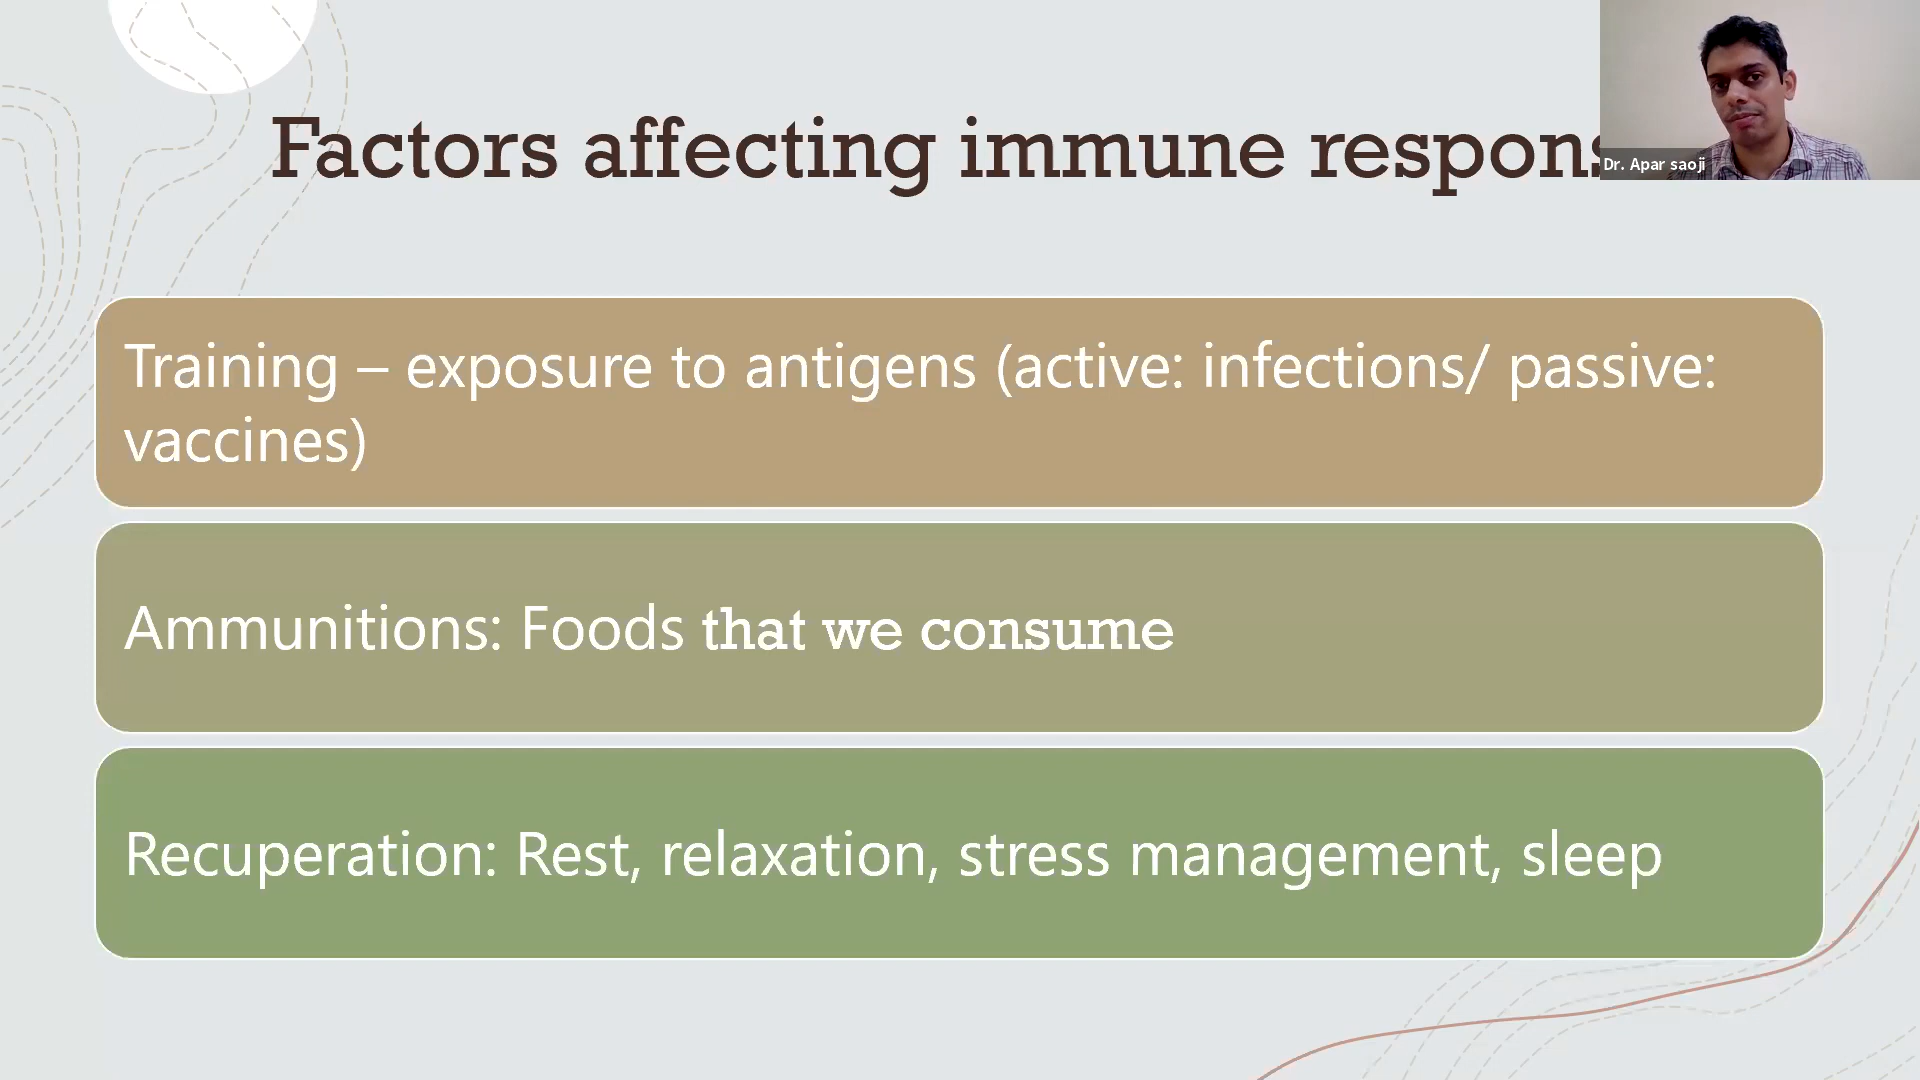 Factors affecting immune respons
Dr. Apar saoji
Training – exposure to antigens (active: infections/ passive:
vaccines)
Ammunitions: Foods that we consume
Recuperation: Rest, relaxation, stress management, sleep